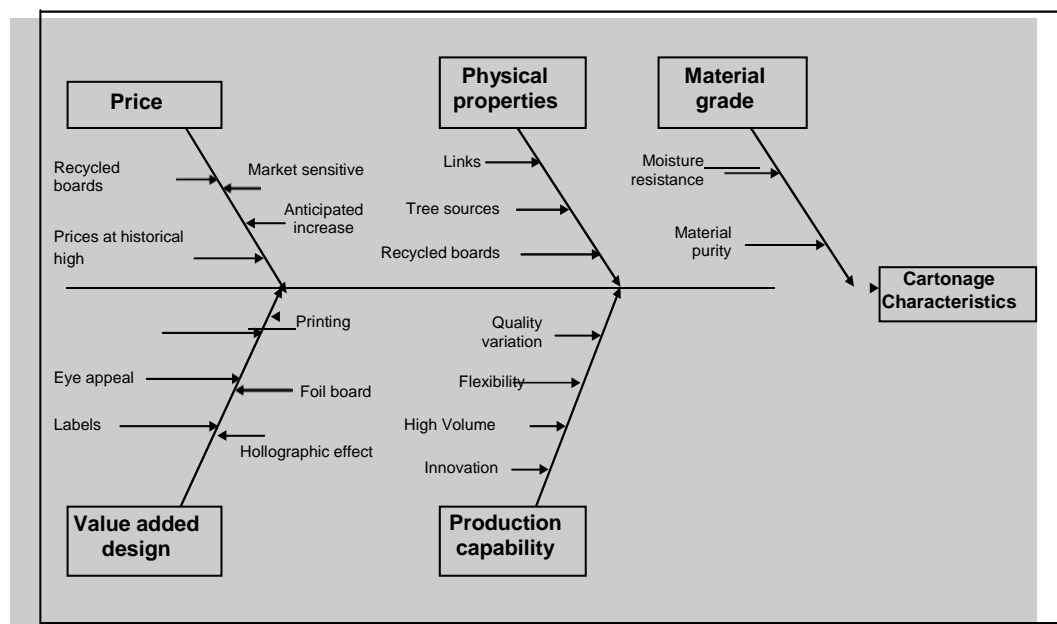 Price
Physical
properties
Material
grade
Recycled
boards
Market sensitive
Anticipated
increase
Prices at historical
high
Links
Tree sources
Recycled boards
Moisture
resistance
Material
purity
Cartonage
Characteristics
Printing
Eye appeal
Foil board
Labels
Hollographic effect
Quality
variation
Flexibility
High Volume
Innovation
Value added
design
Production
capability